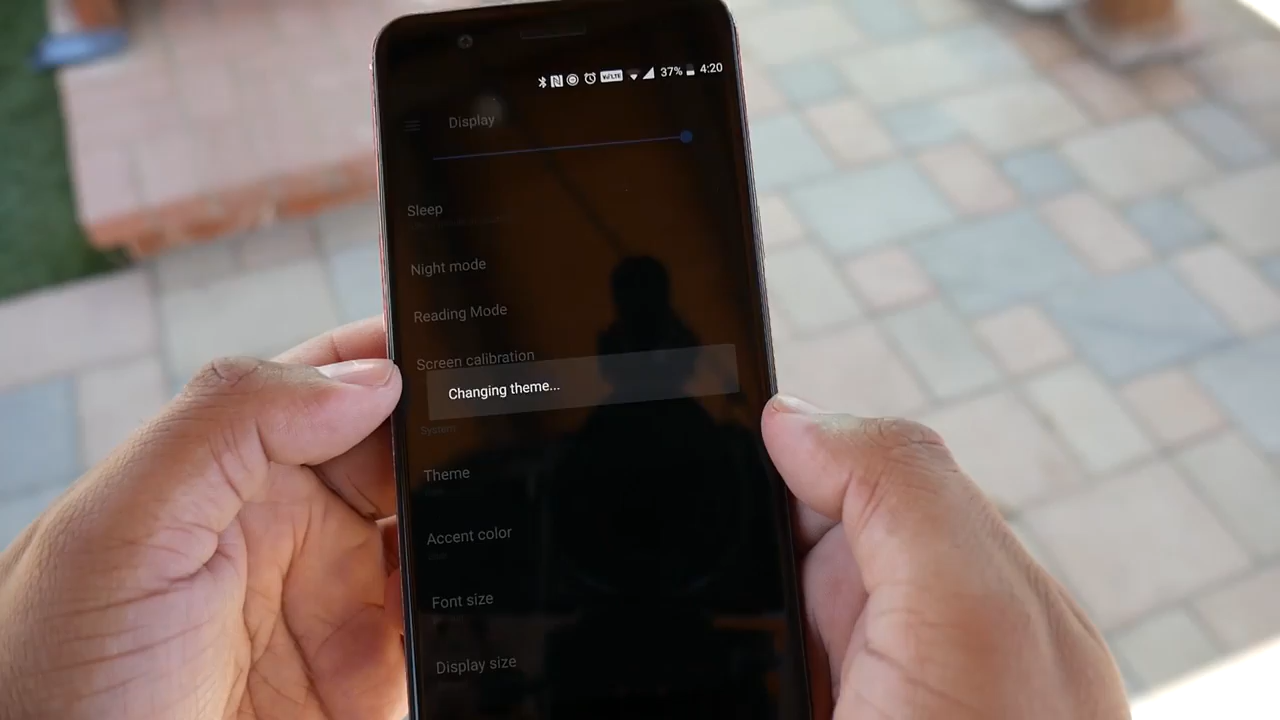 VoLTE 37% 4:20
Display
Sleep
Night mode
Reading Mode
Screen calibration
Changing theme...
System
Theme
Accent color
Font size
Display size